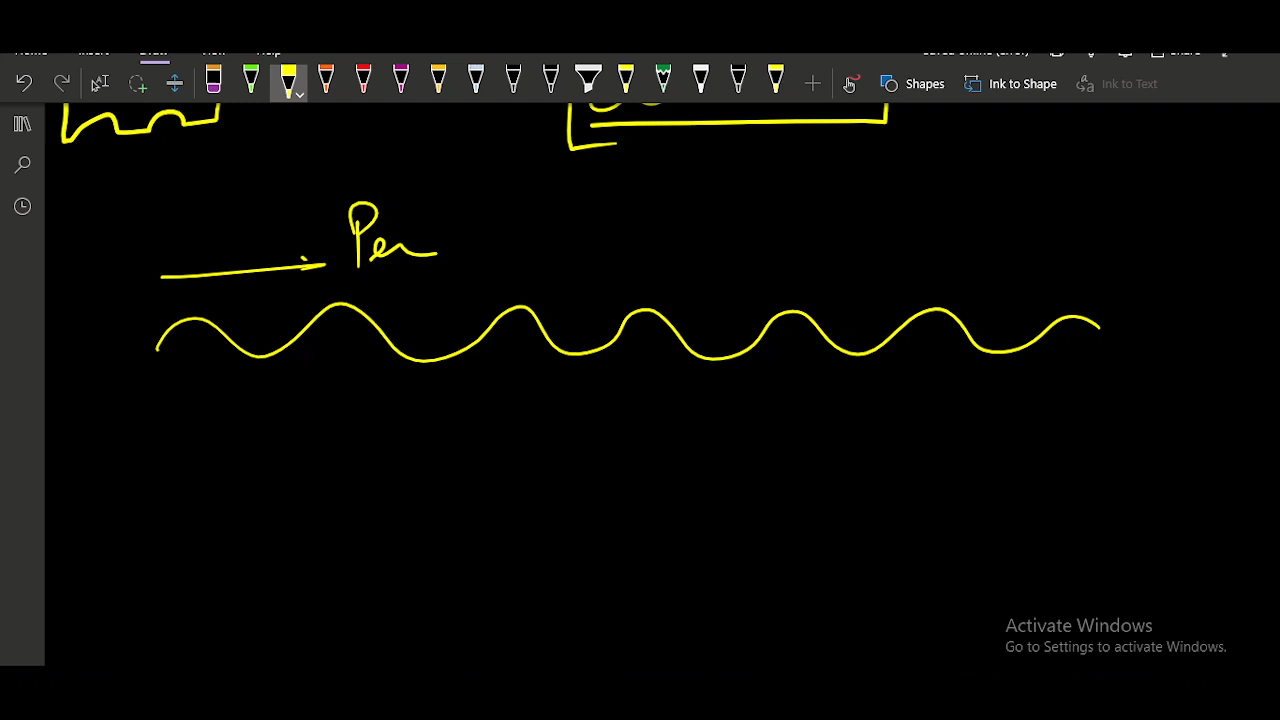 Shapes Ink to Shape Ink to Text
Pen
Activate Windows
Go to Settings to activate Windows.